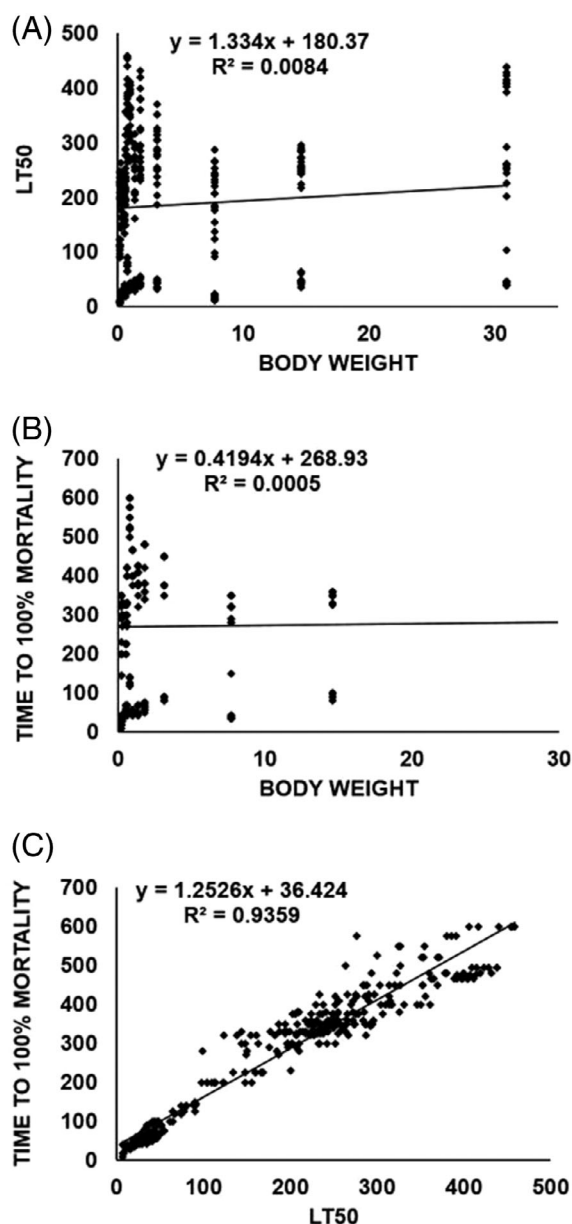 (A)
y = 1.334x + 180.37
R² = 0.0084
500
400
300
200
100
0
LT50
0 10 20 30
BODY WEIGHT
(B)
y = 0.4194x + 268.93
R² = 0.0005
700
600
500
400
300
200
100
0
TIME TO 100% MORTALITY
0 10 20 30
BODY WEIGHT
(C)
y = 1.2526x + 36.424
R² = 0.9359
700
600
500
400
300
200
100
0
TIME TO 100% MORTALITY
0 100 200 300 400 500
LT50